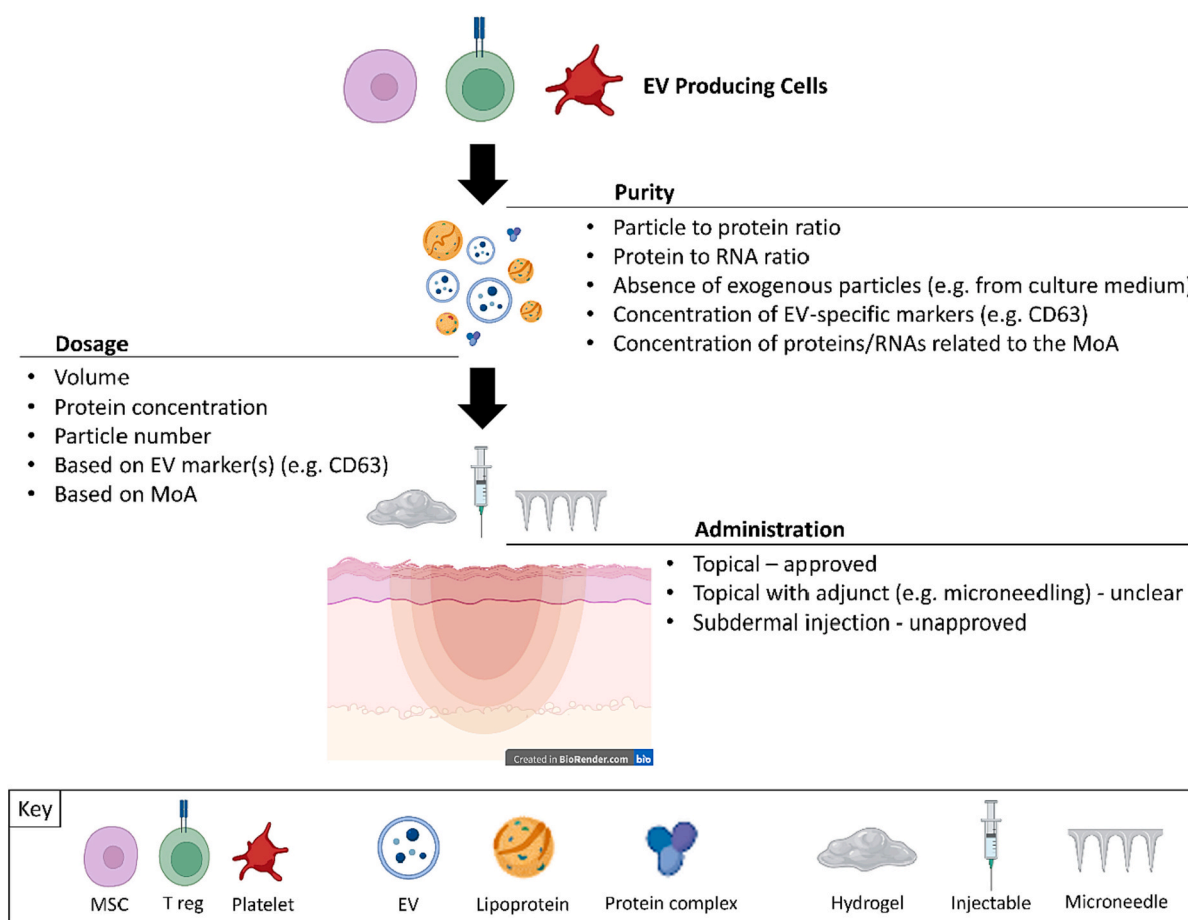 EV Producing Cells
Purity
• Particle to protein ratio
• Protein to RNA ratio
• Absence of exogenous particles (e.g. from culture medium)
• Concentration of EV-specific markers (e.g. CD63)
• Concentration of proteins/RNAs related to the MoA
Dosage
• Volume
• Protein concentration
• Particle number
• Based on EV marker(s) (e.g. CD63)
• Based on MoA
Administration
• Topical – approved
• Topical with adjunct (e.g. microneedling) - unclear
• Subdermal injection - unapproved
Created in BioRender.com bio
Key
MSC T reg Platelet EV Lipoprotein Protein complex Hydrogel Injectable Microneedle